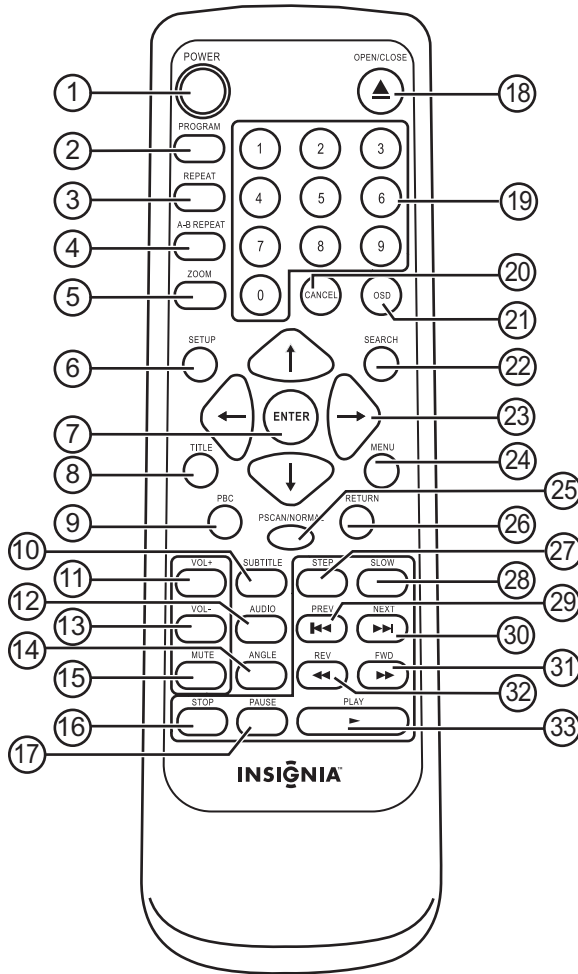 POWER
OPEN/CLOSE
1
18
PROGRAM
2
1 2 3
REPEAT
3
4 5 6
19
A-B REPEAT
4
7 8 9
20
ZOOM
5
0
CANCEL
OSD
21
SETUP
SEARCH
6
22
ENTER
7
23
TITLE
MENU
8
24
25
PBC
PSCAN/NORMAL
RETURN
9
26
10
27
VOL+
SUBTITLE
STEP
SLOW
11
28
12
29
VOL-
AUDIO
PREV
NEXT
13
30
14
MUTE
ANGLE
REV
FWD
31
15
32
STOP
PAUSE
PLAY
16
33
17
INSIGNIA™